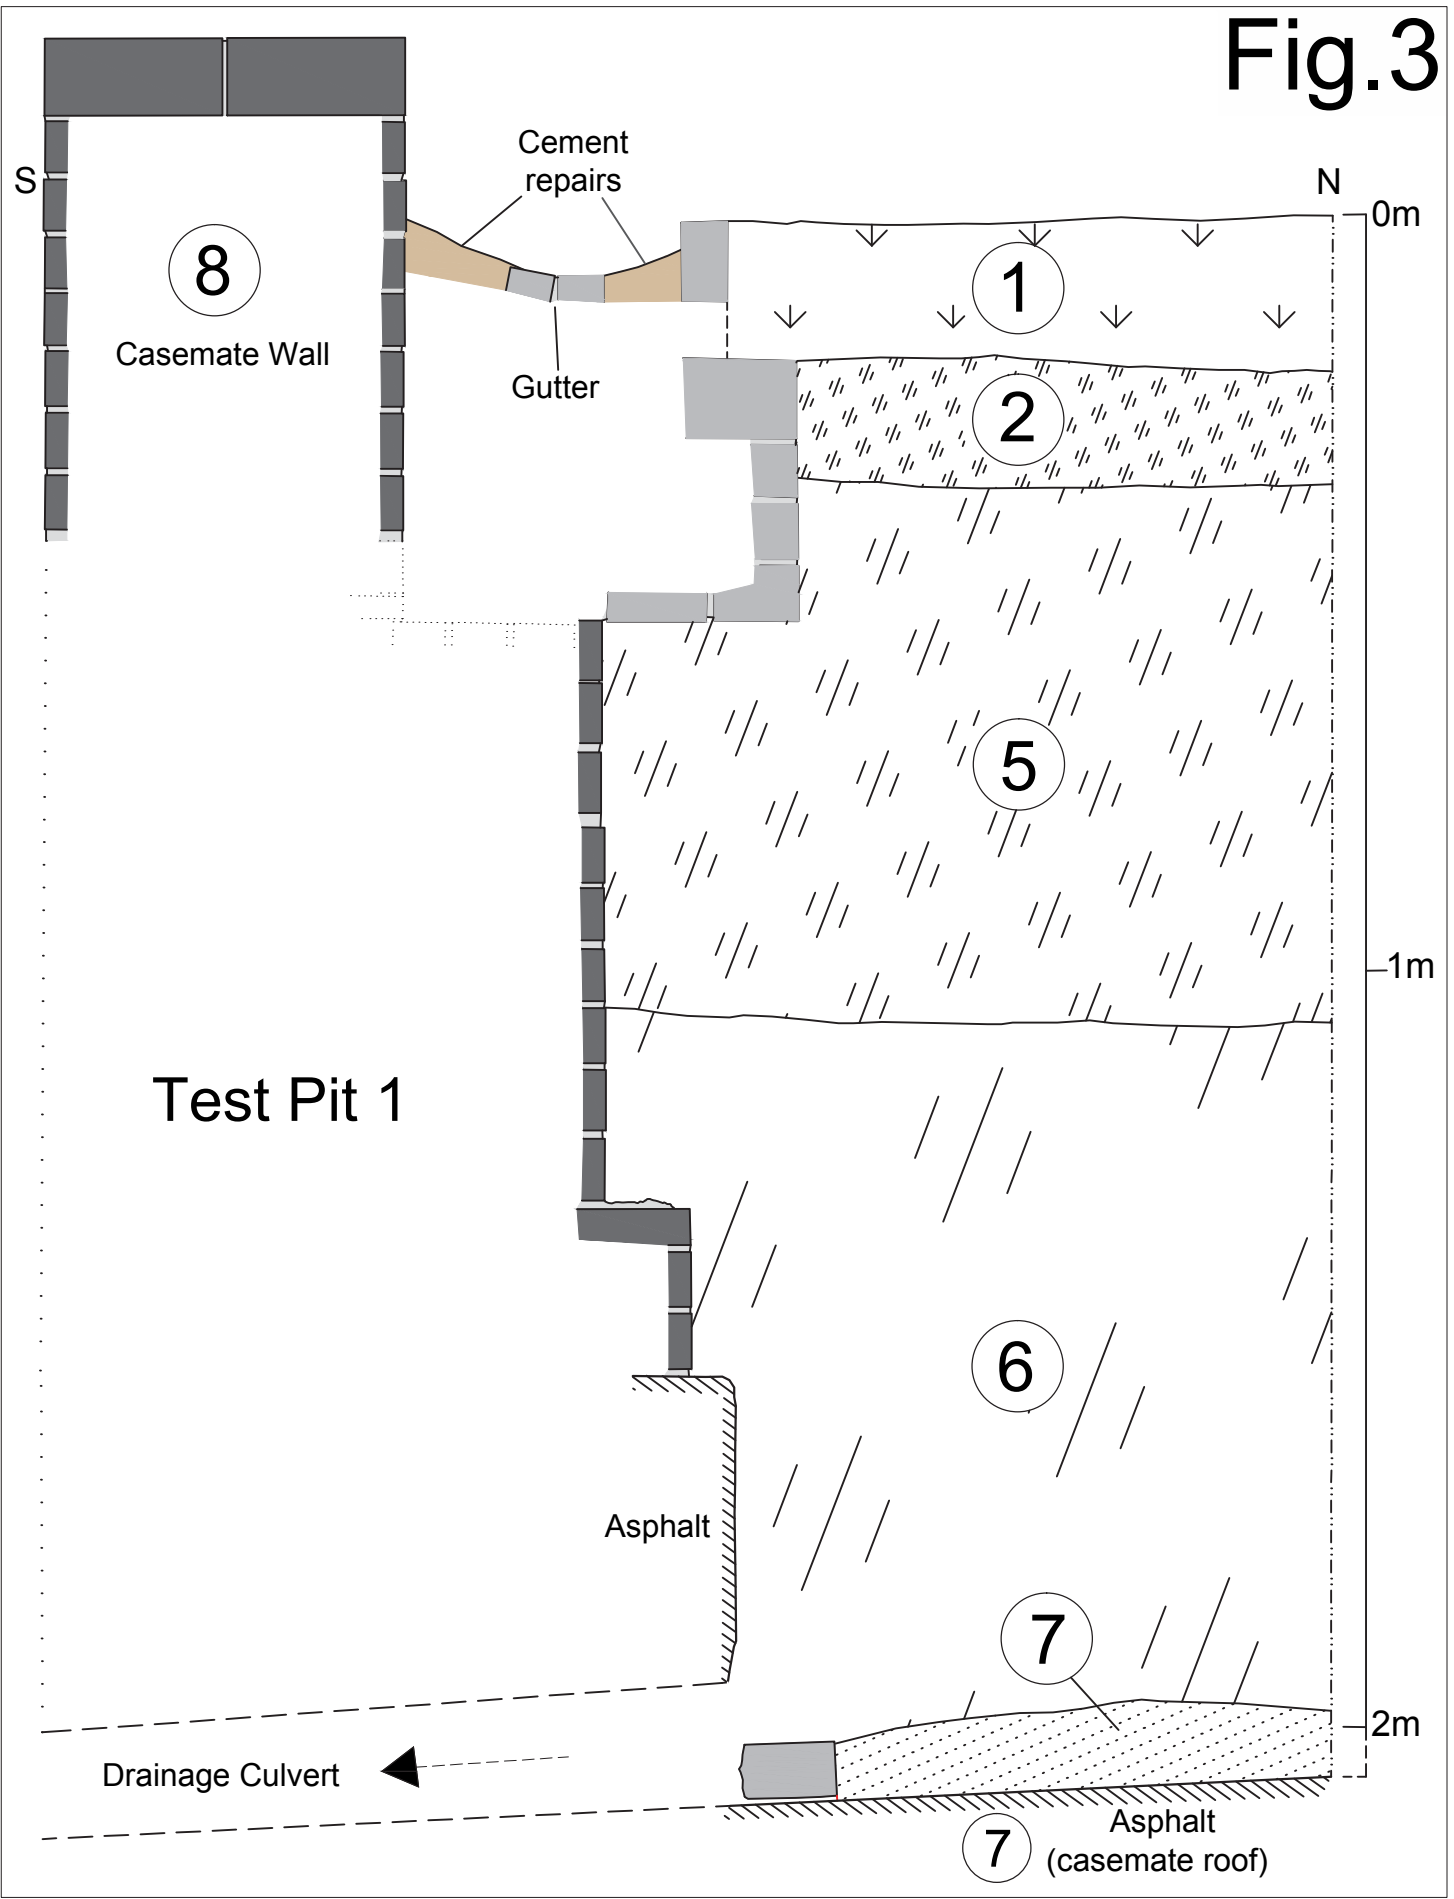 Fig.3
Cement
repairs
S
N
0m
8
1
Casemate Wall
Gutter
2
5
1m
Test Pit 1
6
Asphalt
7
2m
Drainage Culvert
7
Asphalt
(casemate roof)